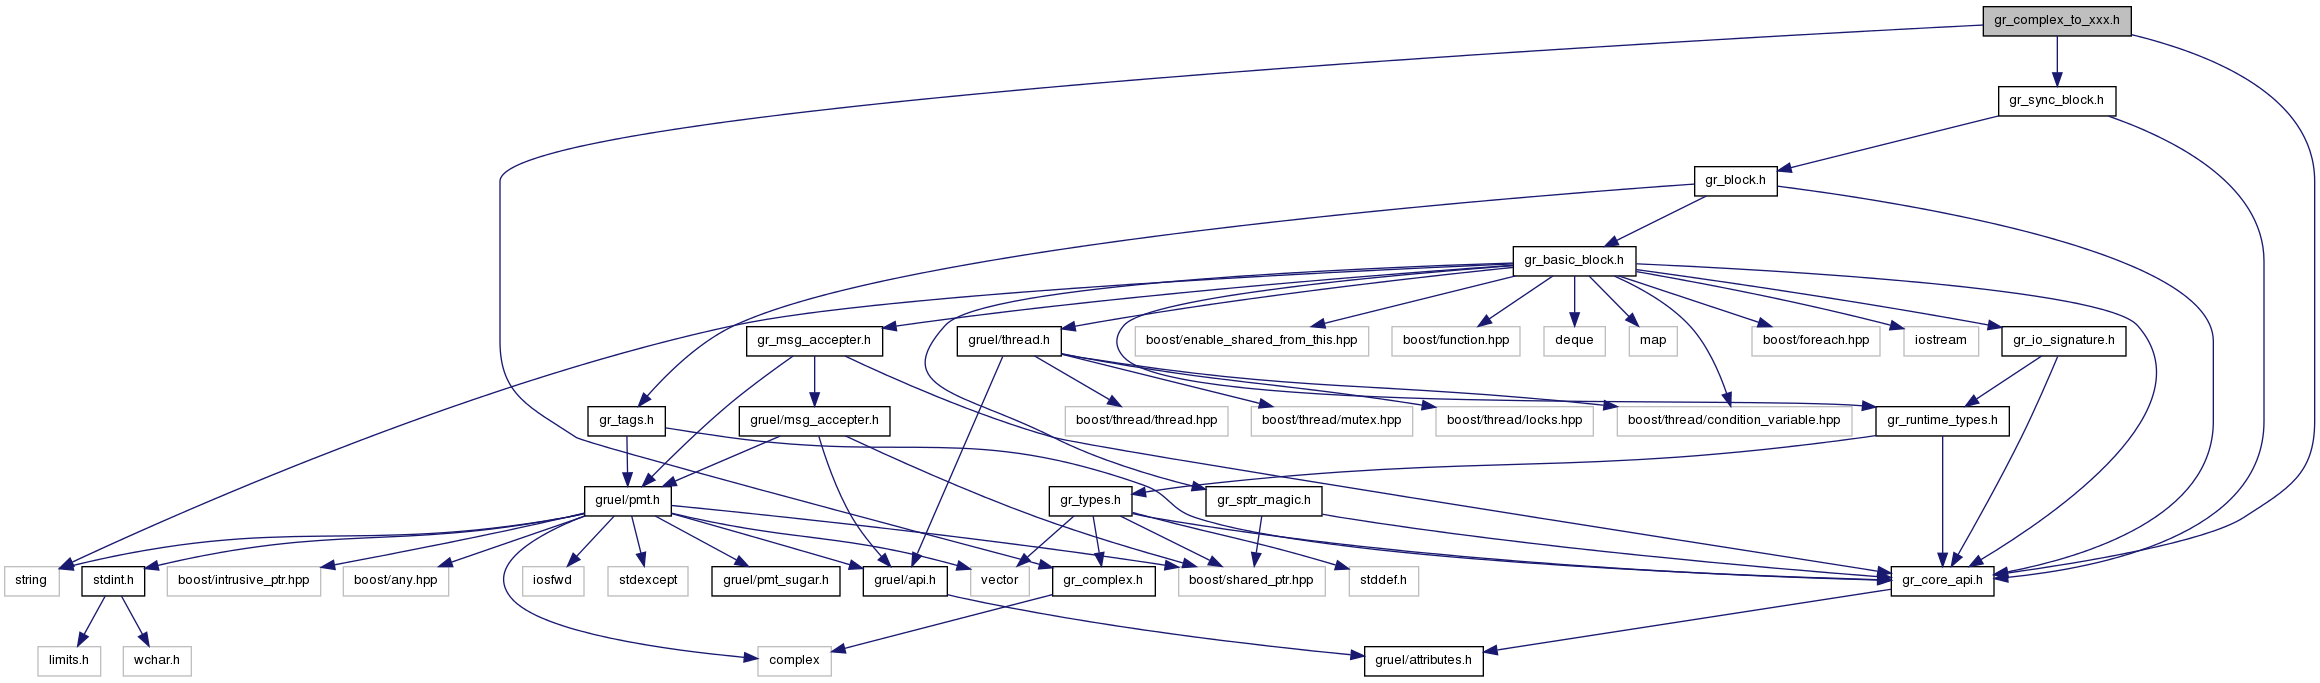 gr_complex_to_xxx.h
gr_sync_block.h
gr_block.h
gr_basic_block.h
gr_msg_accepter.h
gruel/thread.h
boost/enable_shared_from_this.hpp
boost/function.hpp
deque
map
boost/foreach.hpp
iostream
gr_io_signature.h
gr_tags.h
gruel/msg_accepter.h
boost/thread/thread.hpp
boost/thread/mutex.hpp
boost/thread/locks.hpp
boost/thread/condition_variable.hpp
gr_runtime_types.h
gruel/pmt.h
gr_types.h
gr_sptr_magic.h
string
stdint.h
boost/intrusive_ptr.hpp
boost/any.hpp
iosfwd
stdexcept
gruel/pmt_sugar.h
gruel/api.h
vector
gr_complex.h
boost/shared_ptr.hpp
stddef.h
gr_core_api.h
limits.h
wchar.h
complex
gruel/attributes.h